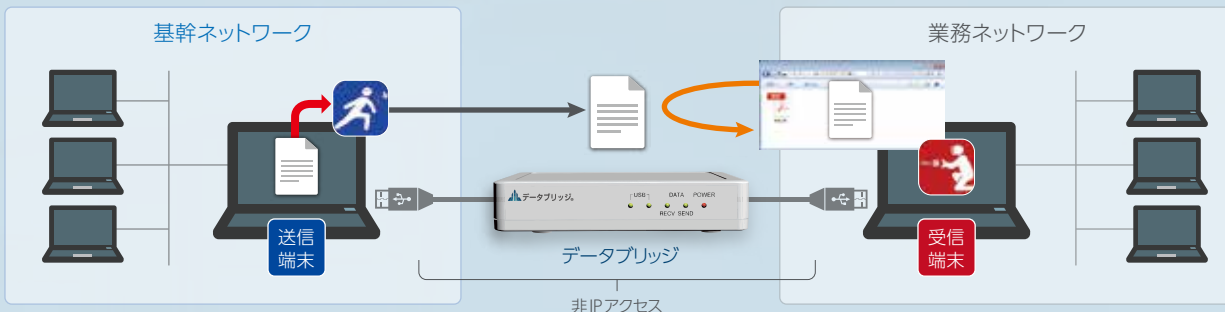 基幹ネットワーク
業務ネットワーク
データブリッジ®
USB DATA POWER
RECV SEND
送信
端末
データブリッジ
受信
端末
非IPアクセス